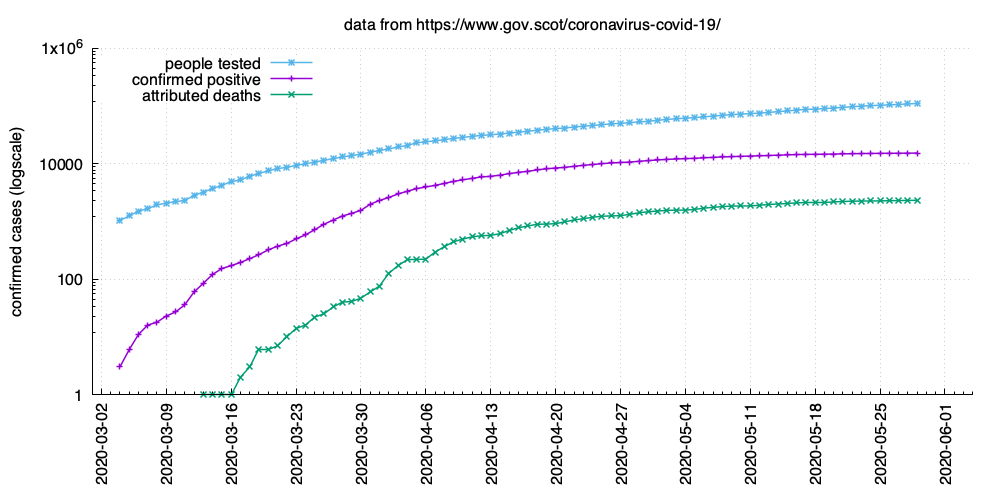 data from https://www.gov.scot/coronavirus-covid-19/
1x10⁶
people tested
confirmed positive
attributed deaths
10000
confirmed cases (logscale)
100
1
2020-03-02
2020-03-09
2020-03-16
2020-03-23
2020-03-30
2020-04-06
2020-04-13
2020-04-20
2020-04-27
2020-05-04
2020-05-11
2020-05-18
2020-05-25
2020-06-01